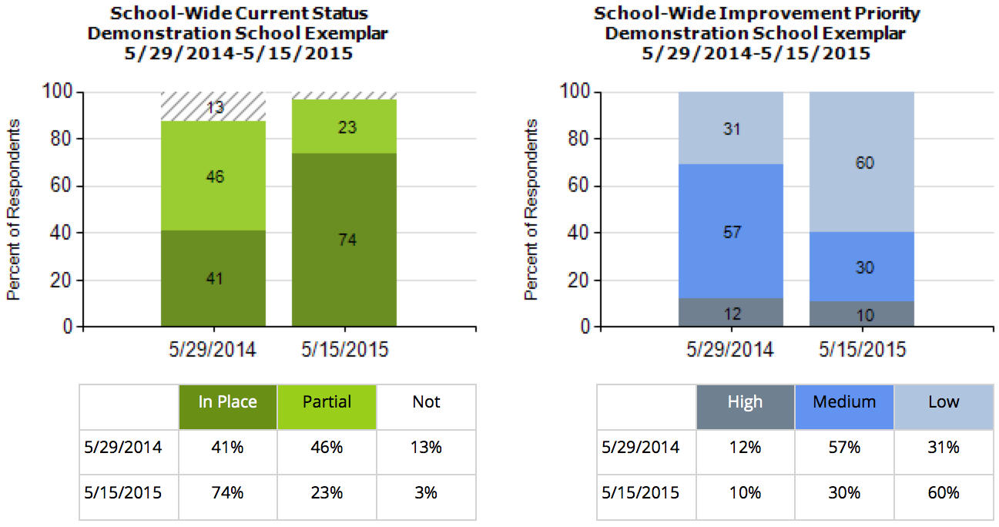 School-Wide Current Status
Demonstration School Exemplar
5/29/2014-5/15/2015
Percent of Respondents
100
80
60
40
20
0
13
46
41
23
74
5/29/2014
5/15/2015
In Place Partial Not
5/29/2014 41% 46% 13%
5/15/2015 74% 23% 3%
School-Wide Improvement Priority
Demonstration School Exemplar
5/29/2014-5/15/2015
Percent of Respondents
100
80
60
40
20
0
31
57
12
60
30
10
5/29/2014
5/15/2015
High Medium Low
5/29/2014 12% 57% 31%
5/15/2015 10% 30% 60%